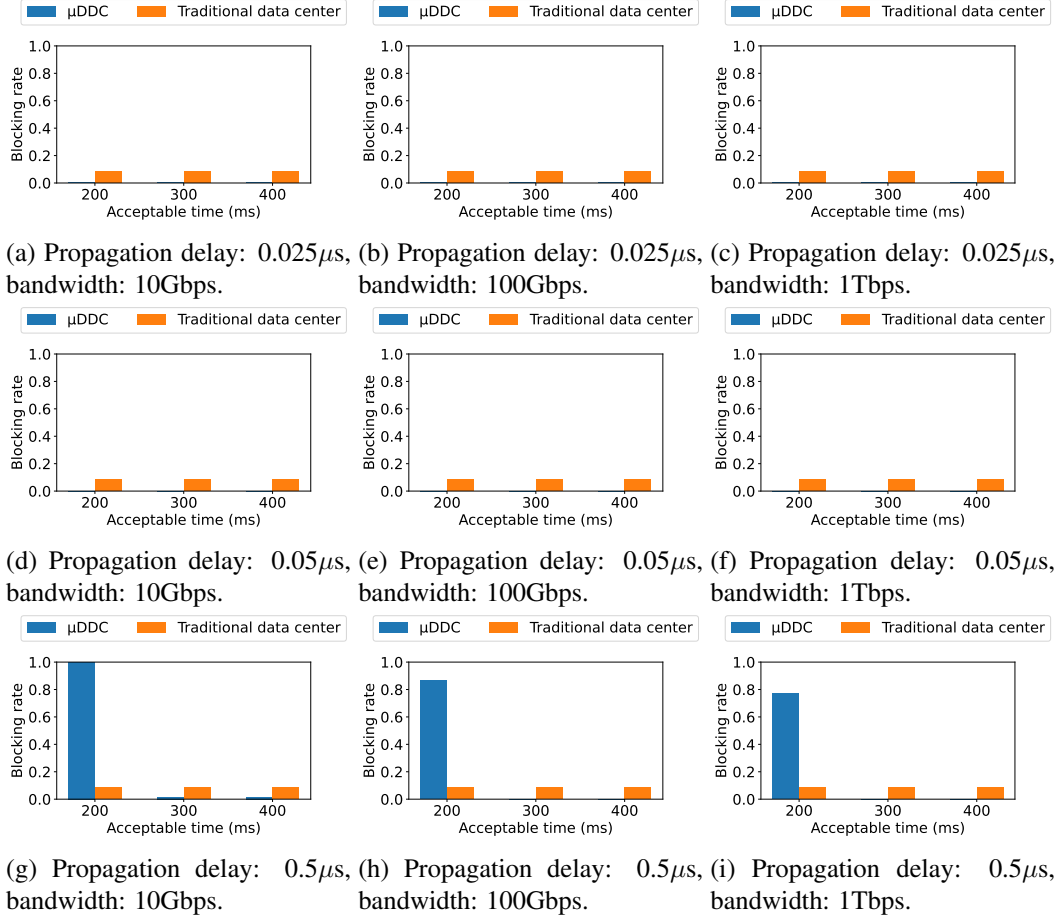 μDDC Traditional data center μDDC Traditional data center μDDC Traditional data center
1.0 1.0 1.0
0.8 0.8 0.8
0.6 0.6 0.6
Blocking rate Blocking rate Blocking rate
0.4 0.4 0.4
0.2 0.2 0.2
0.0 0.0 0.0
200 300 400 200 300 400 200 300 400
Acceptable time (ms) Acceptable time (ms) Acceptable time (ms)
(a) Propagation delay: 0.025μs, (b) Propagation delay: 0.025μs, (c) Propagation delay: 0.025μs,
bandwidth: 10Gbps. bandwidth: 100Gbps. bandwidth: 1Tbps.
μDDC Traditional data center μDDC Traditional data center μDDC Traditional data center
1.0 1.0 1.0
0.8 0.8 0.8
0.6 0.6 0.6
Blocking rate Blocking rate Blocking rate
0.4 0.4 0.4
0.2 0.2 0.2
0.0 0.0 0.0
200 300 400 200 300 400 200 300 400
Acceptable time (ms) Acceptable time (ms) Acceptable time (ms)
(d) Propagation delay: 0.05μs, (e) Propagation delay: 0.05μs, (f) Propagation delay: 0.05μs,
bandwidth: 10Gbps. bandwidth: 100Gbps. bandwidth: 1Tbps.
μDDC Traditional data center μDDC Traditional data center μDDC Traditional data center
1.0 1.0 1.0
0.8 0.8 0.8
0.6 0.6 0.6
Blocking rate Blocking rate Blocking rate
0.4 0.4 0.4
0.2 0.2 0.2
0.0 0.0 0.0
200 300 400 200 300 400 200 300 400
Acceptable time (ms) Acceptable time (ms) Acceptable time (ms)
(g) Propagation delay: 0.5μs, (h) Propagation delay: 0.5μs, (i) Propagation delay: 0.5μs,
bandwidth: 10Gbps. bandwidth: 100Gbps. bandwidth: 1Tbps.